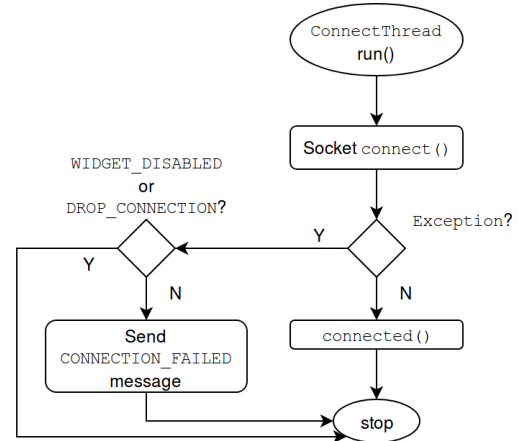 ConnectThread
run()
Socket connect()
WIDGET_DISABLED
or
DROP_CONNECTION?
Exception?
Y
Y
N
N
Send
CONNECTION_FAILED
message
connected()
stop